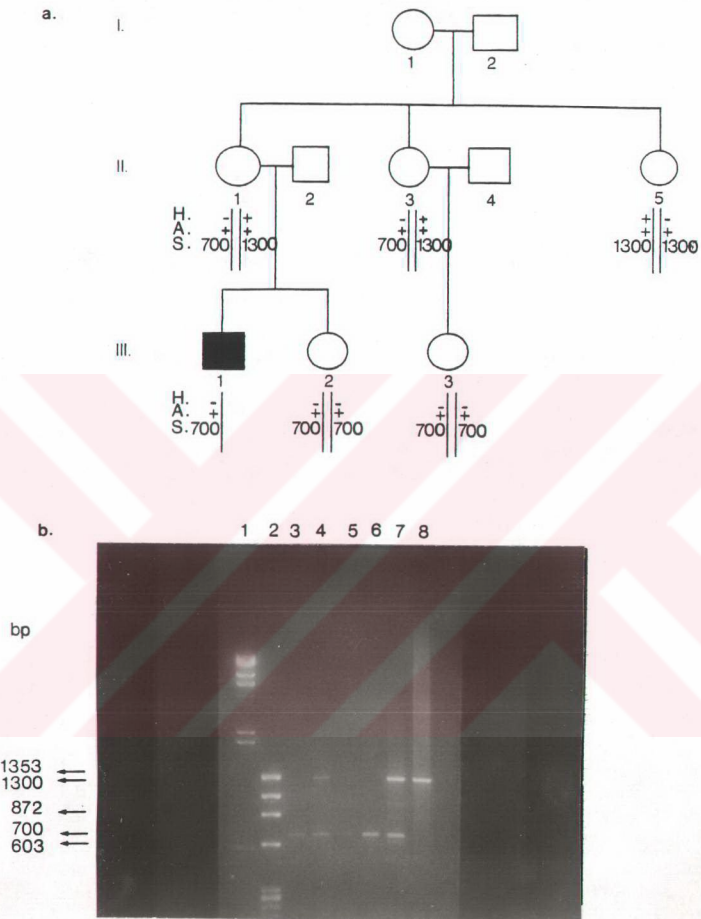 a.
I.
1 2
II.
1 2 3 4 5
H. - + - + + -
A. + + + + + +
S. 700 1300 700 1300 1300 1300
III.
1 2 3
H. - - - - -
A. + + + + +
S. 700 700 700 700 700
b. 1 2 3 4 5 6 7 8
bp
1353
1300
872
700
603